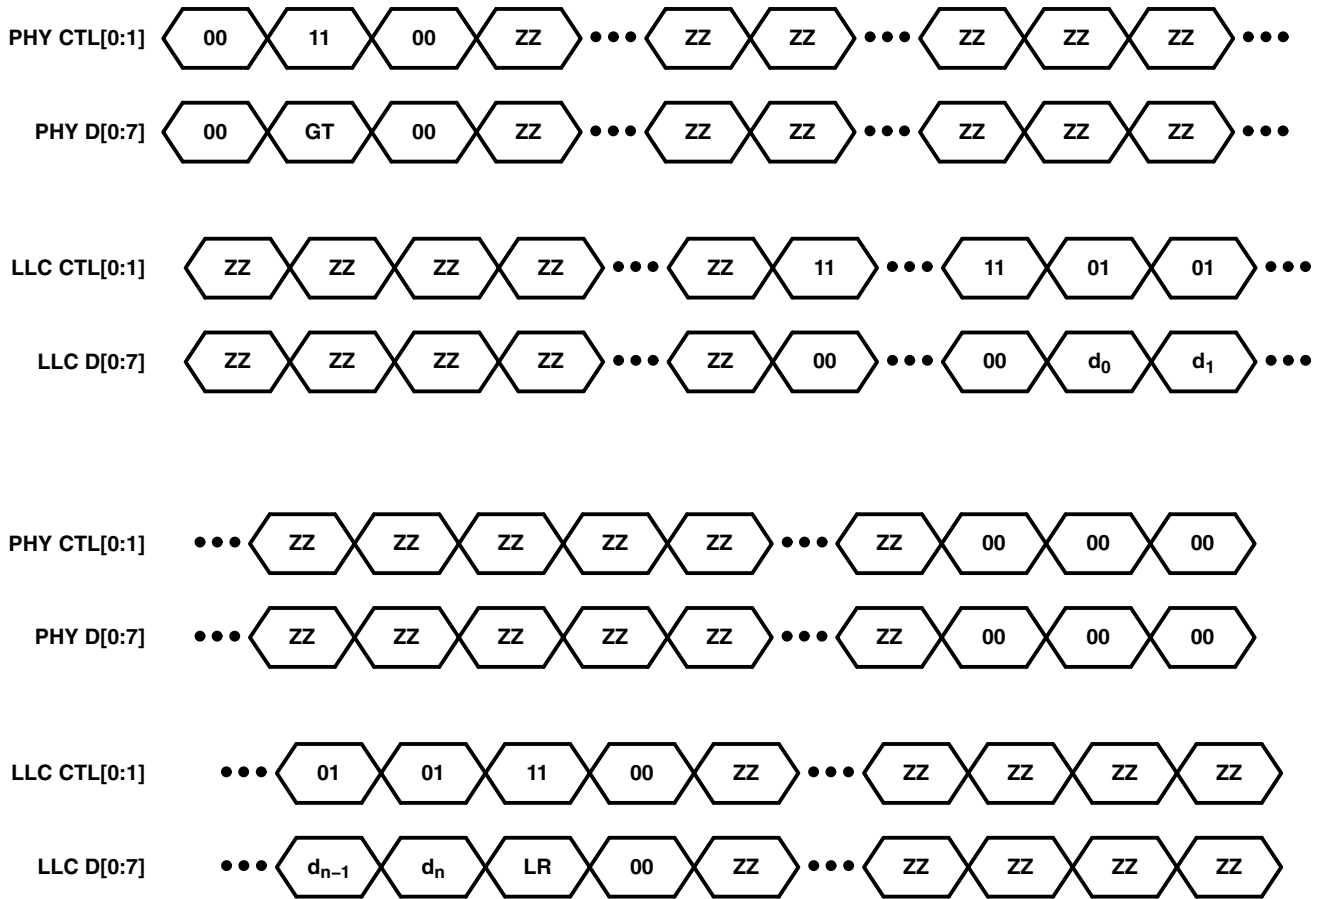 PHY CTL[0:1] 00 11 00 ZZ ••• ZZ ZZ ••• ZZ ZZ ZZ •••
PHY D[0:7] 00 GT 00 ZZ ••• ZZ ZZ ••• ZZ ZZ ZZ •••
LLC CTL[0:1] ZZ ZZ ZZ ZZ ••• ZZ 11 ••• 11 01 01 •••
LLC D[0:7] ZZ ZZ ZZ ZZ ••• ZZ 00 ••• 00 d0 d1 •••
PHY CTL[0:1] ••• ZZ ZZ ZZ ZZ ZZ ••• ZZ 00 00 00
PHY D[0:7] ••• ZZ ZZ ZZ ZZ ZZ ••• ZZ 00 00 00
LLC CTL[0:1] ••• 01 01 11 00 ZZ ••• ZZ ZZ ZZ ZZ
LLC D[0:7] ••• dn−1 dn LR 00 ZZ ••• ZZ ZZ ZZ ZZ